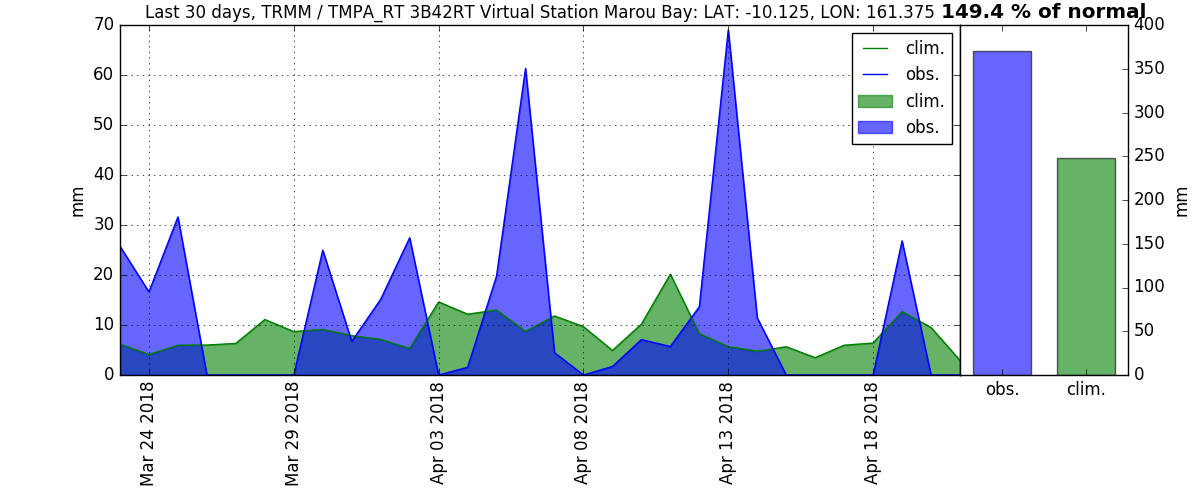 Last 30 days, TRMM / TMPA_RT 3B42RT Virtual Station Marou Bay: LAT: -10.125, LON: 161.375 149.4 % of normal
70
60
50
40
30
20
10
0
mm
clim.
obs.
clim.
obs.
Mar 24 2018
Mar 29 2018
Apr 03 2018
Apr 08 2018
Apr 13 2018
Apr 18 2018
400
350
300
250
200
150
100
50
0
mm
obs.
clim.